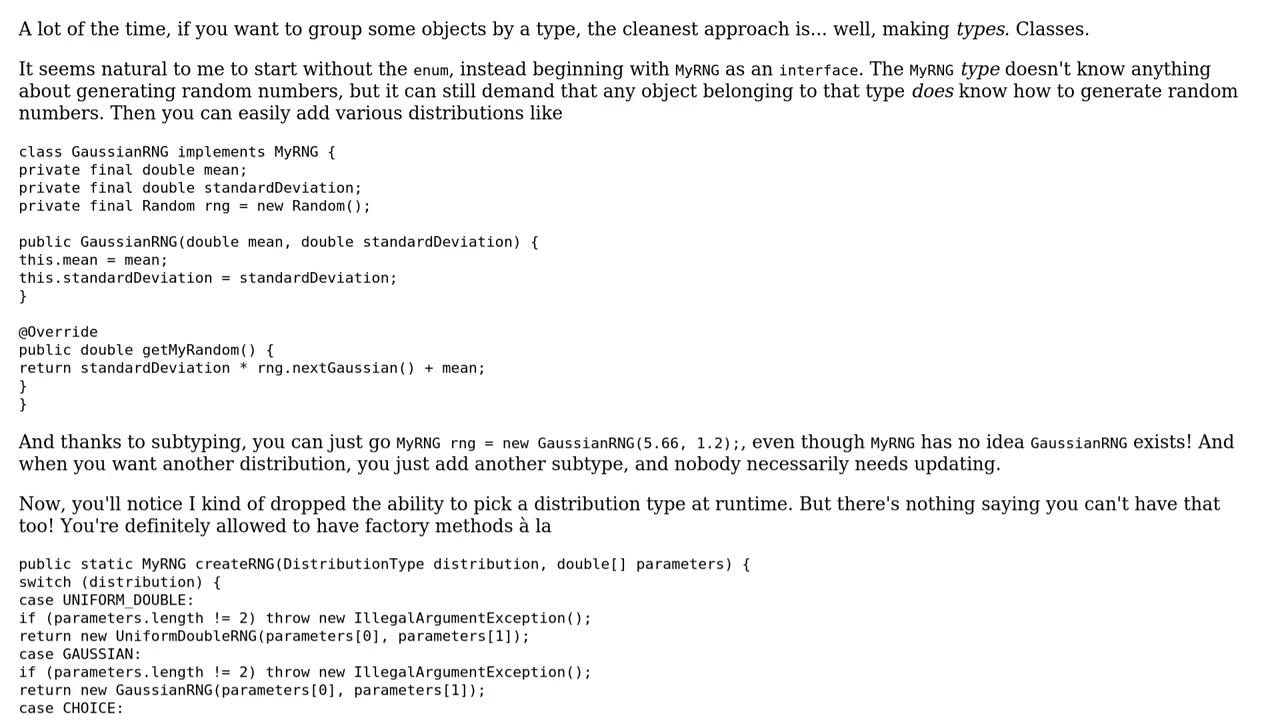 A lot of the time, if you want to group some objects by a type, the cleanest approach is... well, making types. Classes.
It seems natural to me to start without the enum, instead beginning with MyRNG as an interface. The MyRNG type doesn't know anything
about generating random numbers, but it can still demand that any object belonging to that type does know how to generate random
numbers. Then you can easily add various distributions like
class GaussianRNG implements MyRNG {
private final double mean;
private final double standardDeviation;
private final Random rng = new Random();
public GaussianRNG(double mean, double standardDeviation) {
this.mean = mean;
this.standardDeviation = standardDeviation;
}
@Override
public double getMyRandom() {
return standardDeviation * rng.nextGaussian() + mean;
}
}
And thanks to subtyping, you can just go MyRNG rng = new GaussianRNG(5.66, 1.2);, even though MyRNG has no idea GaussianRNG exists! And
when you want another distribution, you just add another subtype, and nobody necessarily needs updating.
Now, you'll notice I kind of dropped the ability to pick a distribution type at runtime. But there's nothing saying you can't have that
too! You're definitely allowed to have factory methods à la
public static MyRNG createRNG(DistributionType distribution, double[] parameters) {
switch (distribution) {
case UNIFORM_DOUBLE:
if (parameters.length != 2) throw new IllegalArgumentException();
return new UniformDoubleRNG(parameters[0], parameters[1]);
case GAUSSIAN:
if (parameters.length != 2) throw new IllegalArgumentException();
return new GaussianRNG(parameters[0], parameters[1]);
case CHOICE: